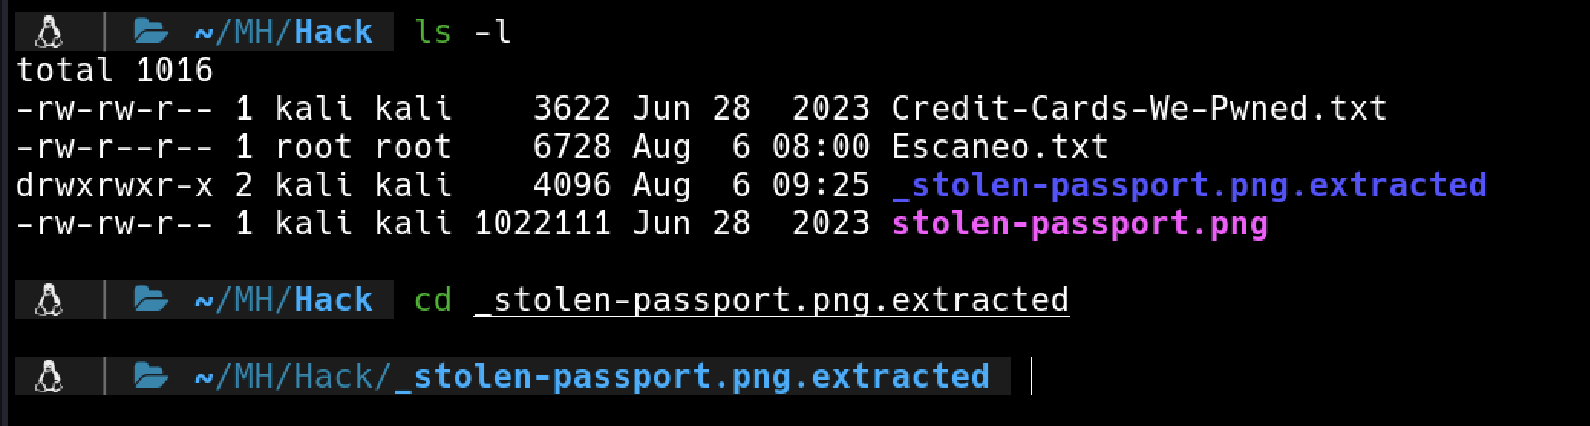 ~/MH/Hack ls -l
total 1016
-rw-rw-r-- 1 kali kali    3622 Jun 28  2023 Credit-Cards-We-Pwned.txt
-rw-r--r-- 1 root root    6728 Aug  6 08:00 Escaneo.txt
drwxrwxr-x 2 kali kali    4096 Aug  6 09:25 _stolen-passport.png.extracted
-rw-rw-r-- 1 kali kali 1022111 Jun 28  2023 stolen-passport.png
~/MH/Hack cd _stolen-passport.png.extracted
~/MH/Hack/_stolen-passport.png.extracted